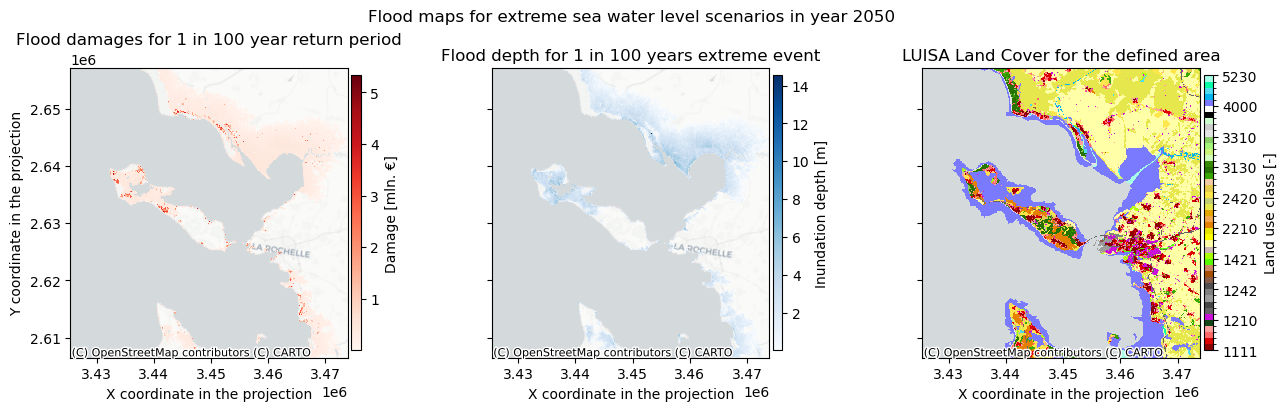 Flood maps for extreme sea water level scenarios in year 2050
Flood damages for 1 in 100 year return period
1e6
2.65
2.64
2.63
2.62
2.61
Y coordinate in the projection
LA ROCHELLE
(C) OpenStreetMap contributors (C) CARTO
3.43
3.44
3.45
3.46
3.47
X coordinate in the projection
1e6
5
4
3
2
1
Damage [mln. €]
Flood depth for 1 in 100 years extreme event
LA ROCHELLE
(C) OpenStreetMap contributors (C) CARTO
3.43
3.44
3.45
3.46
3.47
X coordinate in the projection
1e6
14
12
10
8
6
4
2
Inundation depth [m]
LUISA Land Cover for the defined area
(C) OpenStreetMap contributors (C) CARTO
3.43
3.44
3.45
3.46
3.47
X coordinate in the projection
1e6
5230
4000
3310
3130
2420
2210
1421
1242
1210
1111
Land use class [-]